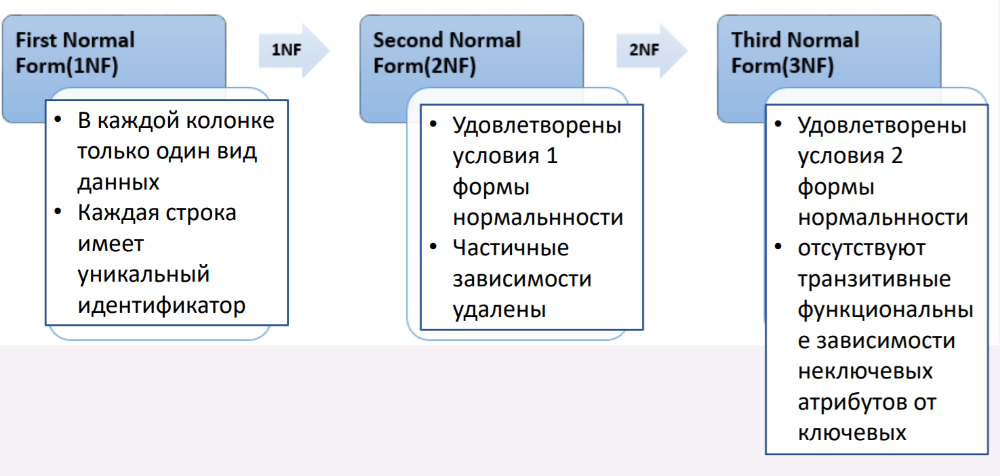 First Normal
Form(1NF)
• В каждой колонке
только один вид
данных
• Каждая строка
имеет
уникальный
идентификатор
1NF
Second Normal
Form(2NF)
• Удовлетворены
условия 1
формы
нормальнности
• Частичные
зависимости
удалены
2NF
Third Normal
Form(3NF)
• Удовлетворены
условия 2
формы
нормальнности
• отсутствуют
транзитивные
функциональны
е зависимости
неключевых
атрибутов от
ключевых